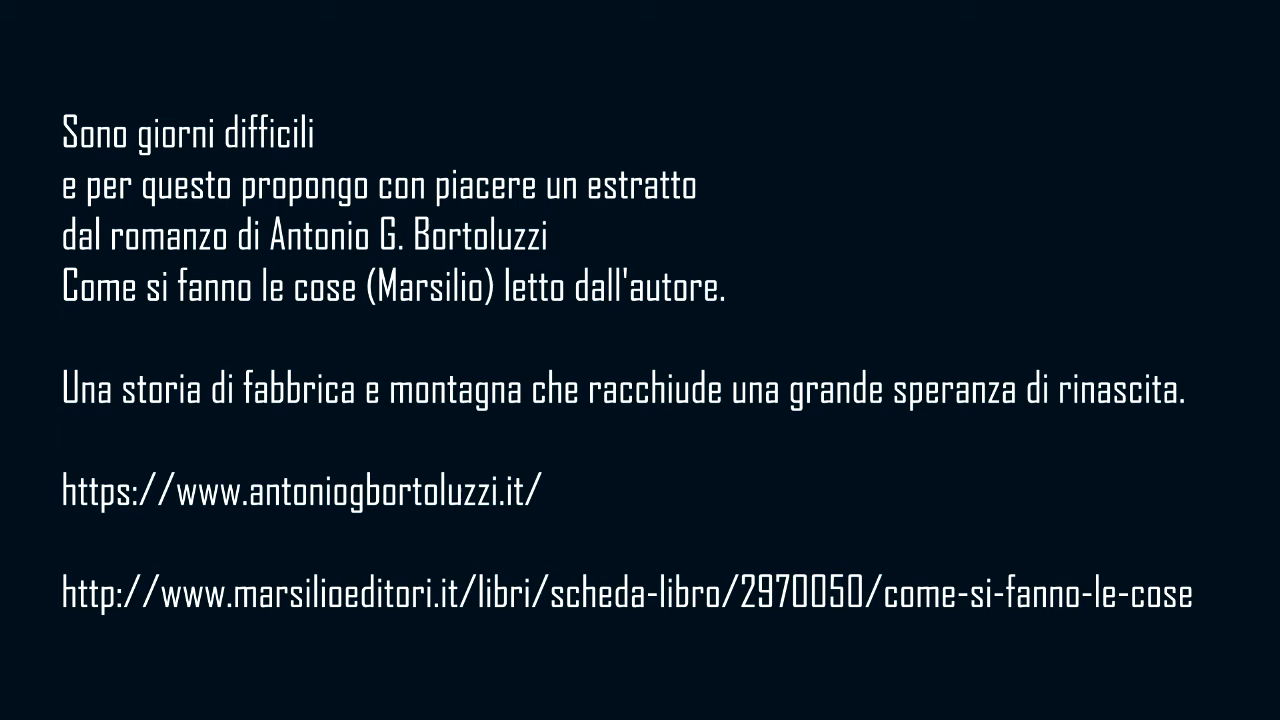 Sono giorni difficili
e per questo propongo con piacere un estratto
dal romanzo di Antonio G. Bortoluzzi
Come si fanno le cose (Marsilio) letto dall'autore.
Una storia di fabbrica e montagna che racchiude una grande speranza di rinascita.
https://www.antoniogbortoluzzi.it/
http://www.marsilioeditori.it/libri/scheda-libro/2970050/come-si-fanno-le-cose